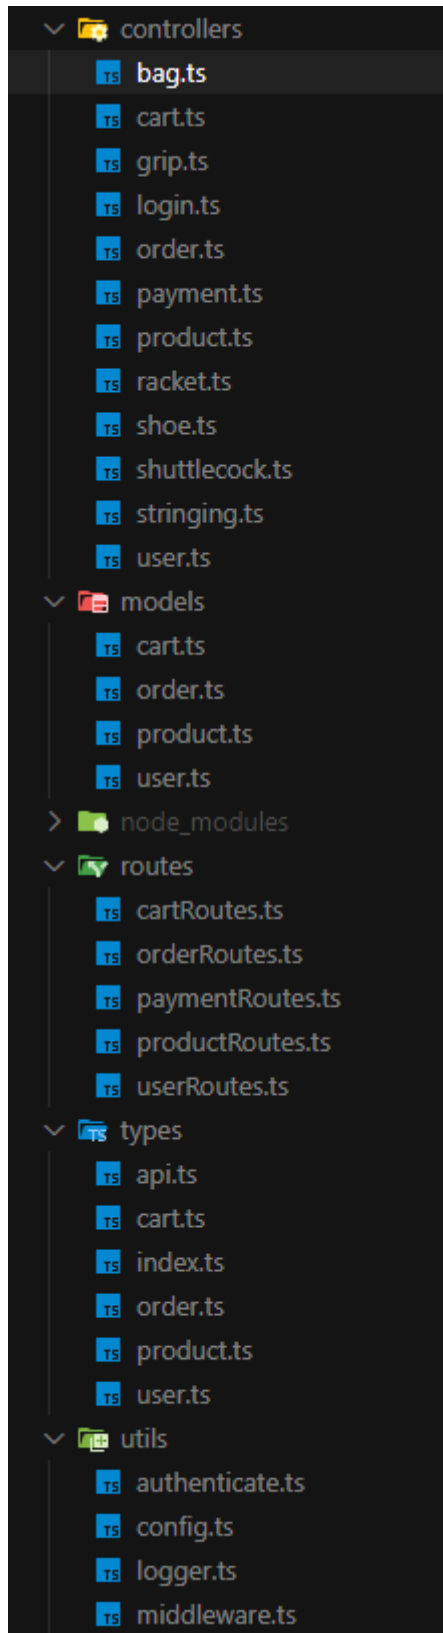 controllers
TS bag.ts
TS cart.ts
TS grip.ts
TS login.ts
TS order.ts
TS payment.ts
TS product.ts
TS racket.ts
TS shoe.ts
TS shuttlecock.ts
TS stringing.ts
TS user.ts
models
TS cart.ts
TS order.ts
TS product.ts
TS user.ts
node_modules
routes
TS cartRoutes.ts
TS orderRoutes.ts
TS paymentRoutes.ts
TS productRoutes.ts
TS userRoutes.ts
TS types
TS api.ts
TS cart.ts
TS index.ts
TS order.ts
TS product.ts
TS user.ts
utils
TS authenticate.ts
TS config.ts
TS logger.ts
TS middleware.ts